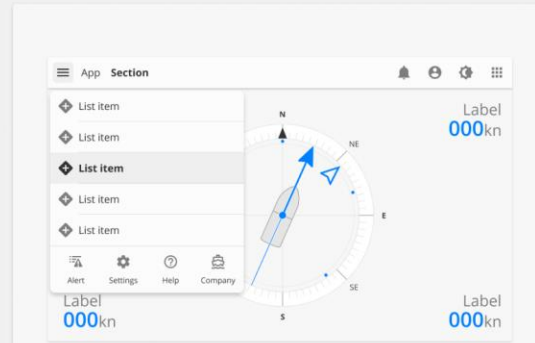 App Section
List item
List item
List item
List item
List item
Alert Settings Help Company
N
NE
E
SE
S
Label
000kn
Label
000kn
Label
000kn